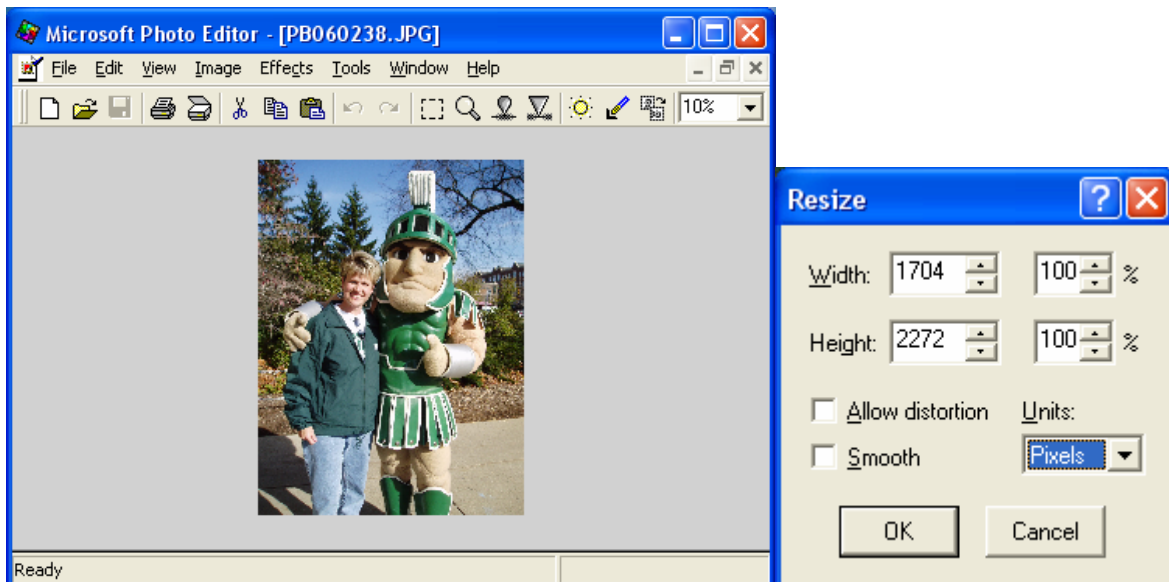 Microsoft Photo Editor - [PB060238.JPG]
File Edit View Image Effects Tools Window Help
10%
Ready
Resize
Width: 1704 100 %
Height: 2272 100 %
Allow distortion Units:
Smooth Pixels
OK Cancel